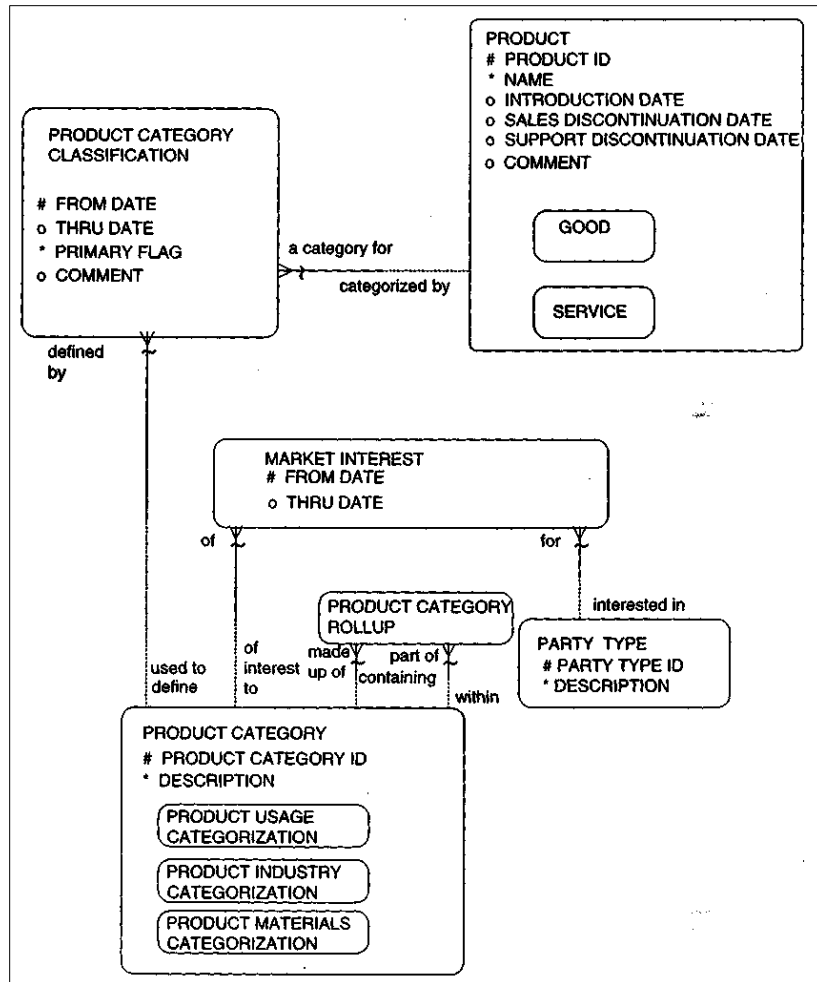 PRODUCT
# PRODUCT ID
* NAME
o INTRODUCTION DATE
o SALES DISCONTINUATION DATE
o SUPPORT DISCONTINUATION DATE
o COMMENT
GOOD
SERVICE
PRODUCT CATEGORY
CLASSIFICATION
# FROM DATE
o THRU DATE
* PRIMARY FLAG
o COMMENT
a category for
categorized by
defined
by
MARKET INTEREST
# FROM DATE
o THRU DATE
of
for
PRODUCT CATEGORY
ROLLUP
interested in
PARTY TYPE
# PARTY TYPE ID
* DESCRIPTION
used to
define
of
interest
to
made
up of
part of
containing
within
PRODUCT CATEGORY
# PRODUCT CATEGORY ID
* DESCRIPTION
PRODUCT USAGE
CATEGORIZATION
PRODUCT INDUSTRY
CATEGORIZATION
PRODUCT MATERIALS
CATEGORIZATION